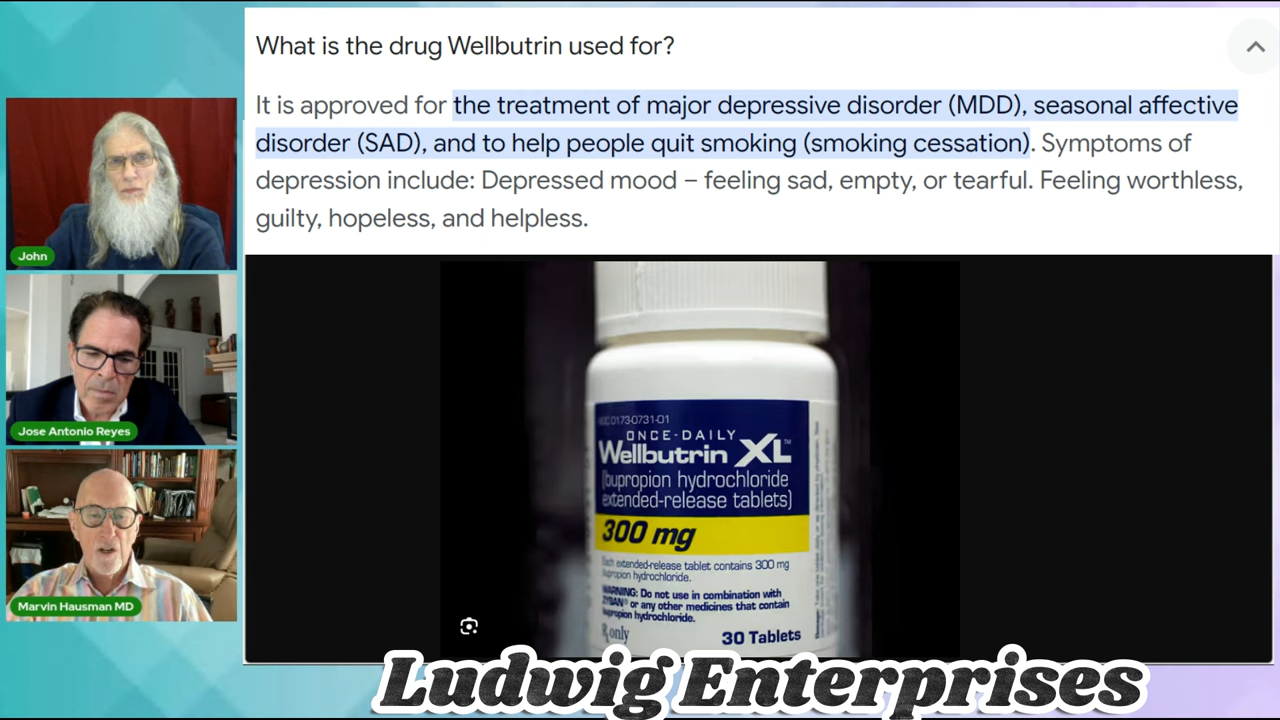 What is the drug Wellbutrin used for?
It is approved for the treatment of major depressive disorder (MDD), seasonal affective
disorder (SAD), and to help people quit smoking (smoking cessation). Symptoms of
depression include: Depressed mood – feeling sad, empty, or tearful. Feeling worthless,
guilty, hopeless, and helpless.
John
Jose Antonio Reyes
Marvin Hausman MD
NDC 0173-0731-01
ONCE-DAILY
Wellbutrin XL™
(bupropion hydrochloride
extended-release tablets)
300 mg
Each extended-release tablet contains 300 mg
bupropion hydrochloride.
WARNING: Do not use in combination with
ZYBAN® or any other medicines that contain
bupropion hydrochloride.
Rx only
30 Tablets
Ludwig Enterprises